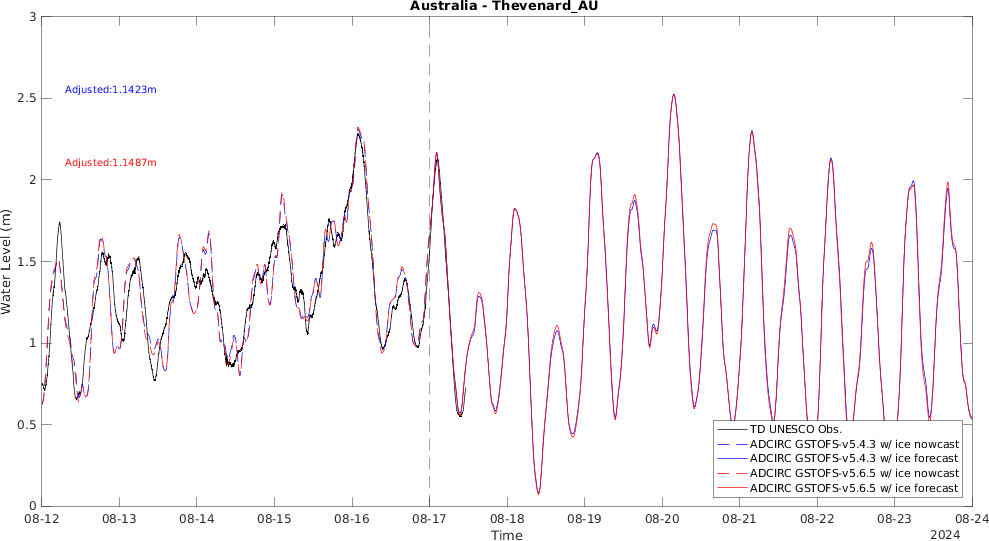 Australia - Thevenard_AU
3
2.5
2
1.5
1
0.5
0
Water Level (m)
Adjusted:1.1423m
Adjusted:1.1487m
TD UNESCO Obs.
ADCIRC GSTOFS-v5.4.3 w/ ice nowcast
ADCIRC GSTOFS-v5.4.3 w/ ice forecast
ADCIRC GSTOFS-v5.6.5 w/ ice nowcast
ADCIRC GSTOFS-v5.6.5 w/ ice forecast
08-12 08-13 08-14 08-15 08-16 08-17 08-18 08-19 08-20 08-21 08-22 08-23 08-24
Time
2024